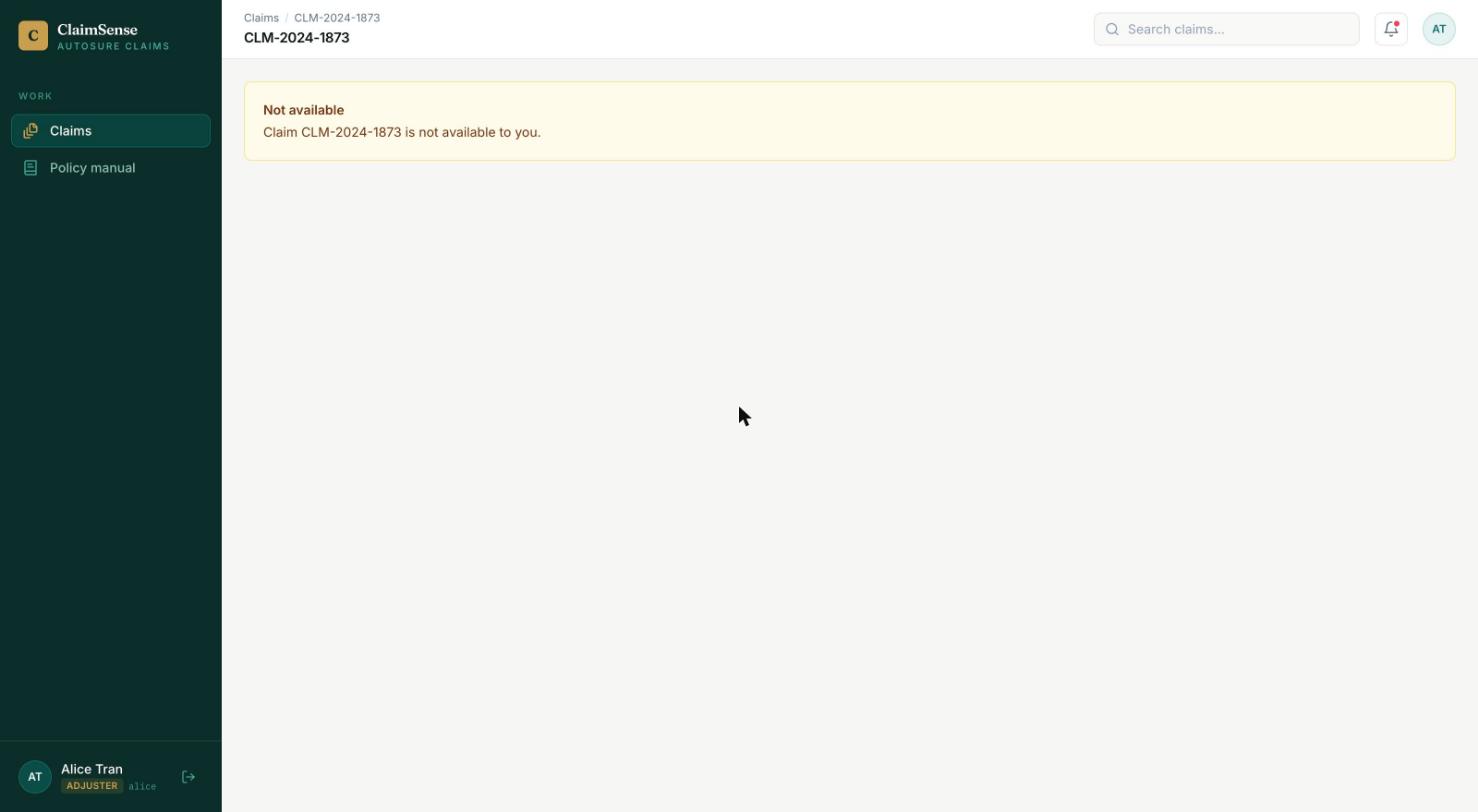 C
ClaimSense
AUTOSURE CLAIMS
WORK
Claims
Policy manual
AT
Alice Tran
ADJUSTER alice
Claims / CLM-2024-1873
CLM-2024-1873
Search claims...
AT
Not available
Claim CLM-2024-1873 is not available to you.